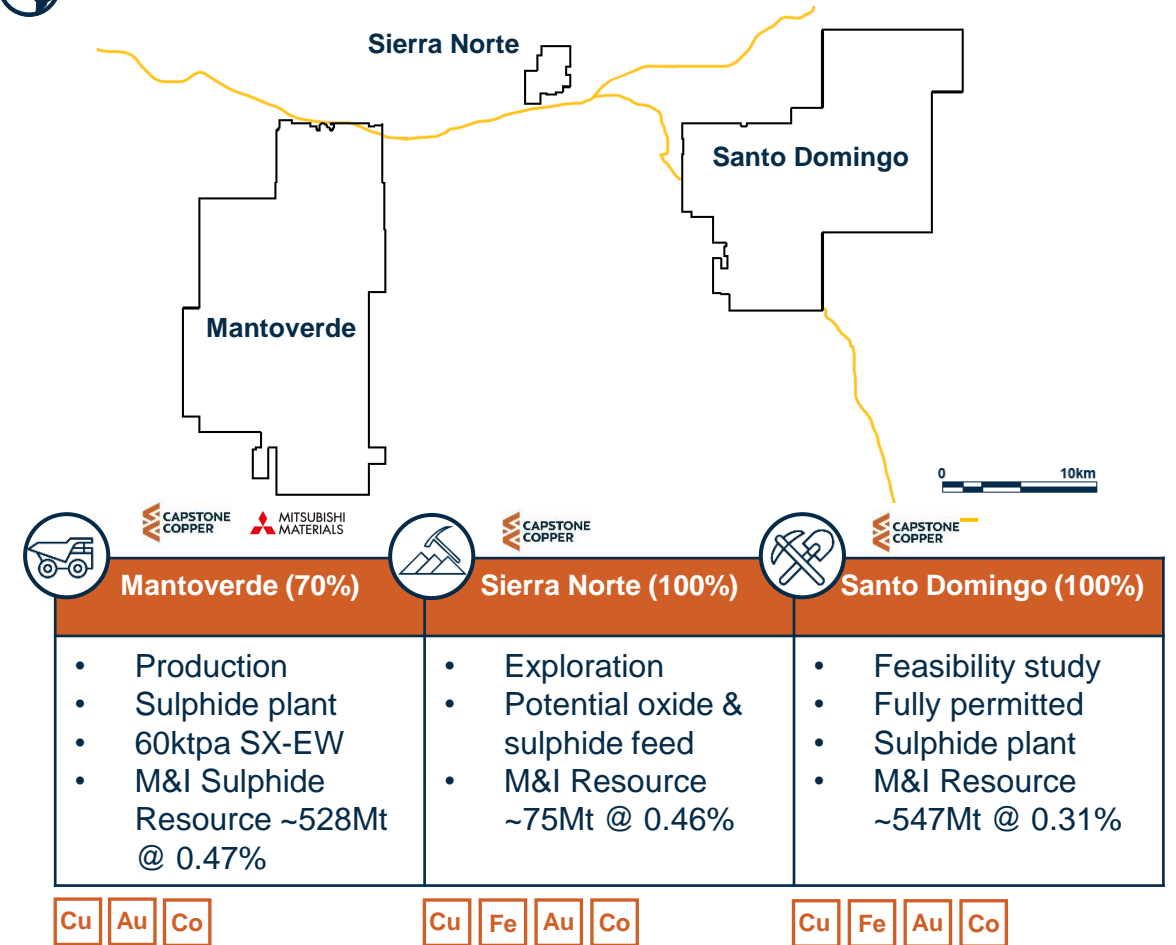 Sierra Norte
Santo Domingo
Mantoverde
0 10km
CAPSTONE
COPPER
MITSUBISHI
MATERIALS
CAPSTONE
COPPER
CAPSTONE
COPPER
Mantoverde (70%)
Sierra Norte (100%)
Santo Domingo (100%)
• Production
• Sulphide plant
• 60ktpa SX-EW
• M&I Sulphide
Resource ~528Mt
@ 0.47%
• Exploration
• Potential oxide &
sulphide feed
• M&I Resource
~75Mt @ 0.46%
• Feasibility study
• Fully permitted
• Sulphide plant
• M&I Resource
~547Mt @ 0.31%
Cu Au Co
Cu Fe Au Co
Cu Fe Au Co